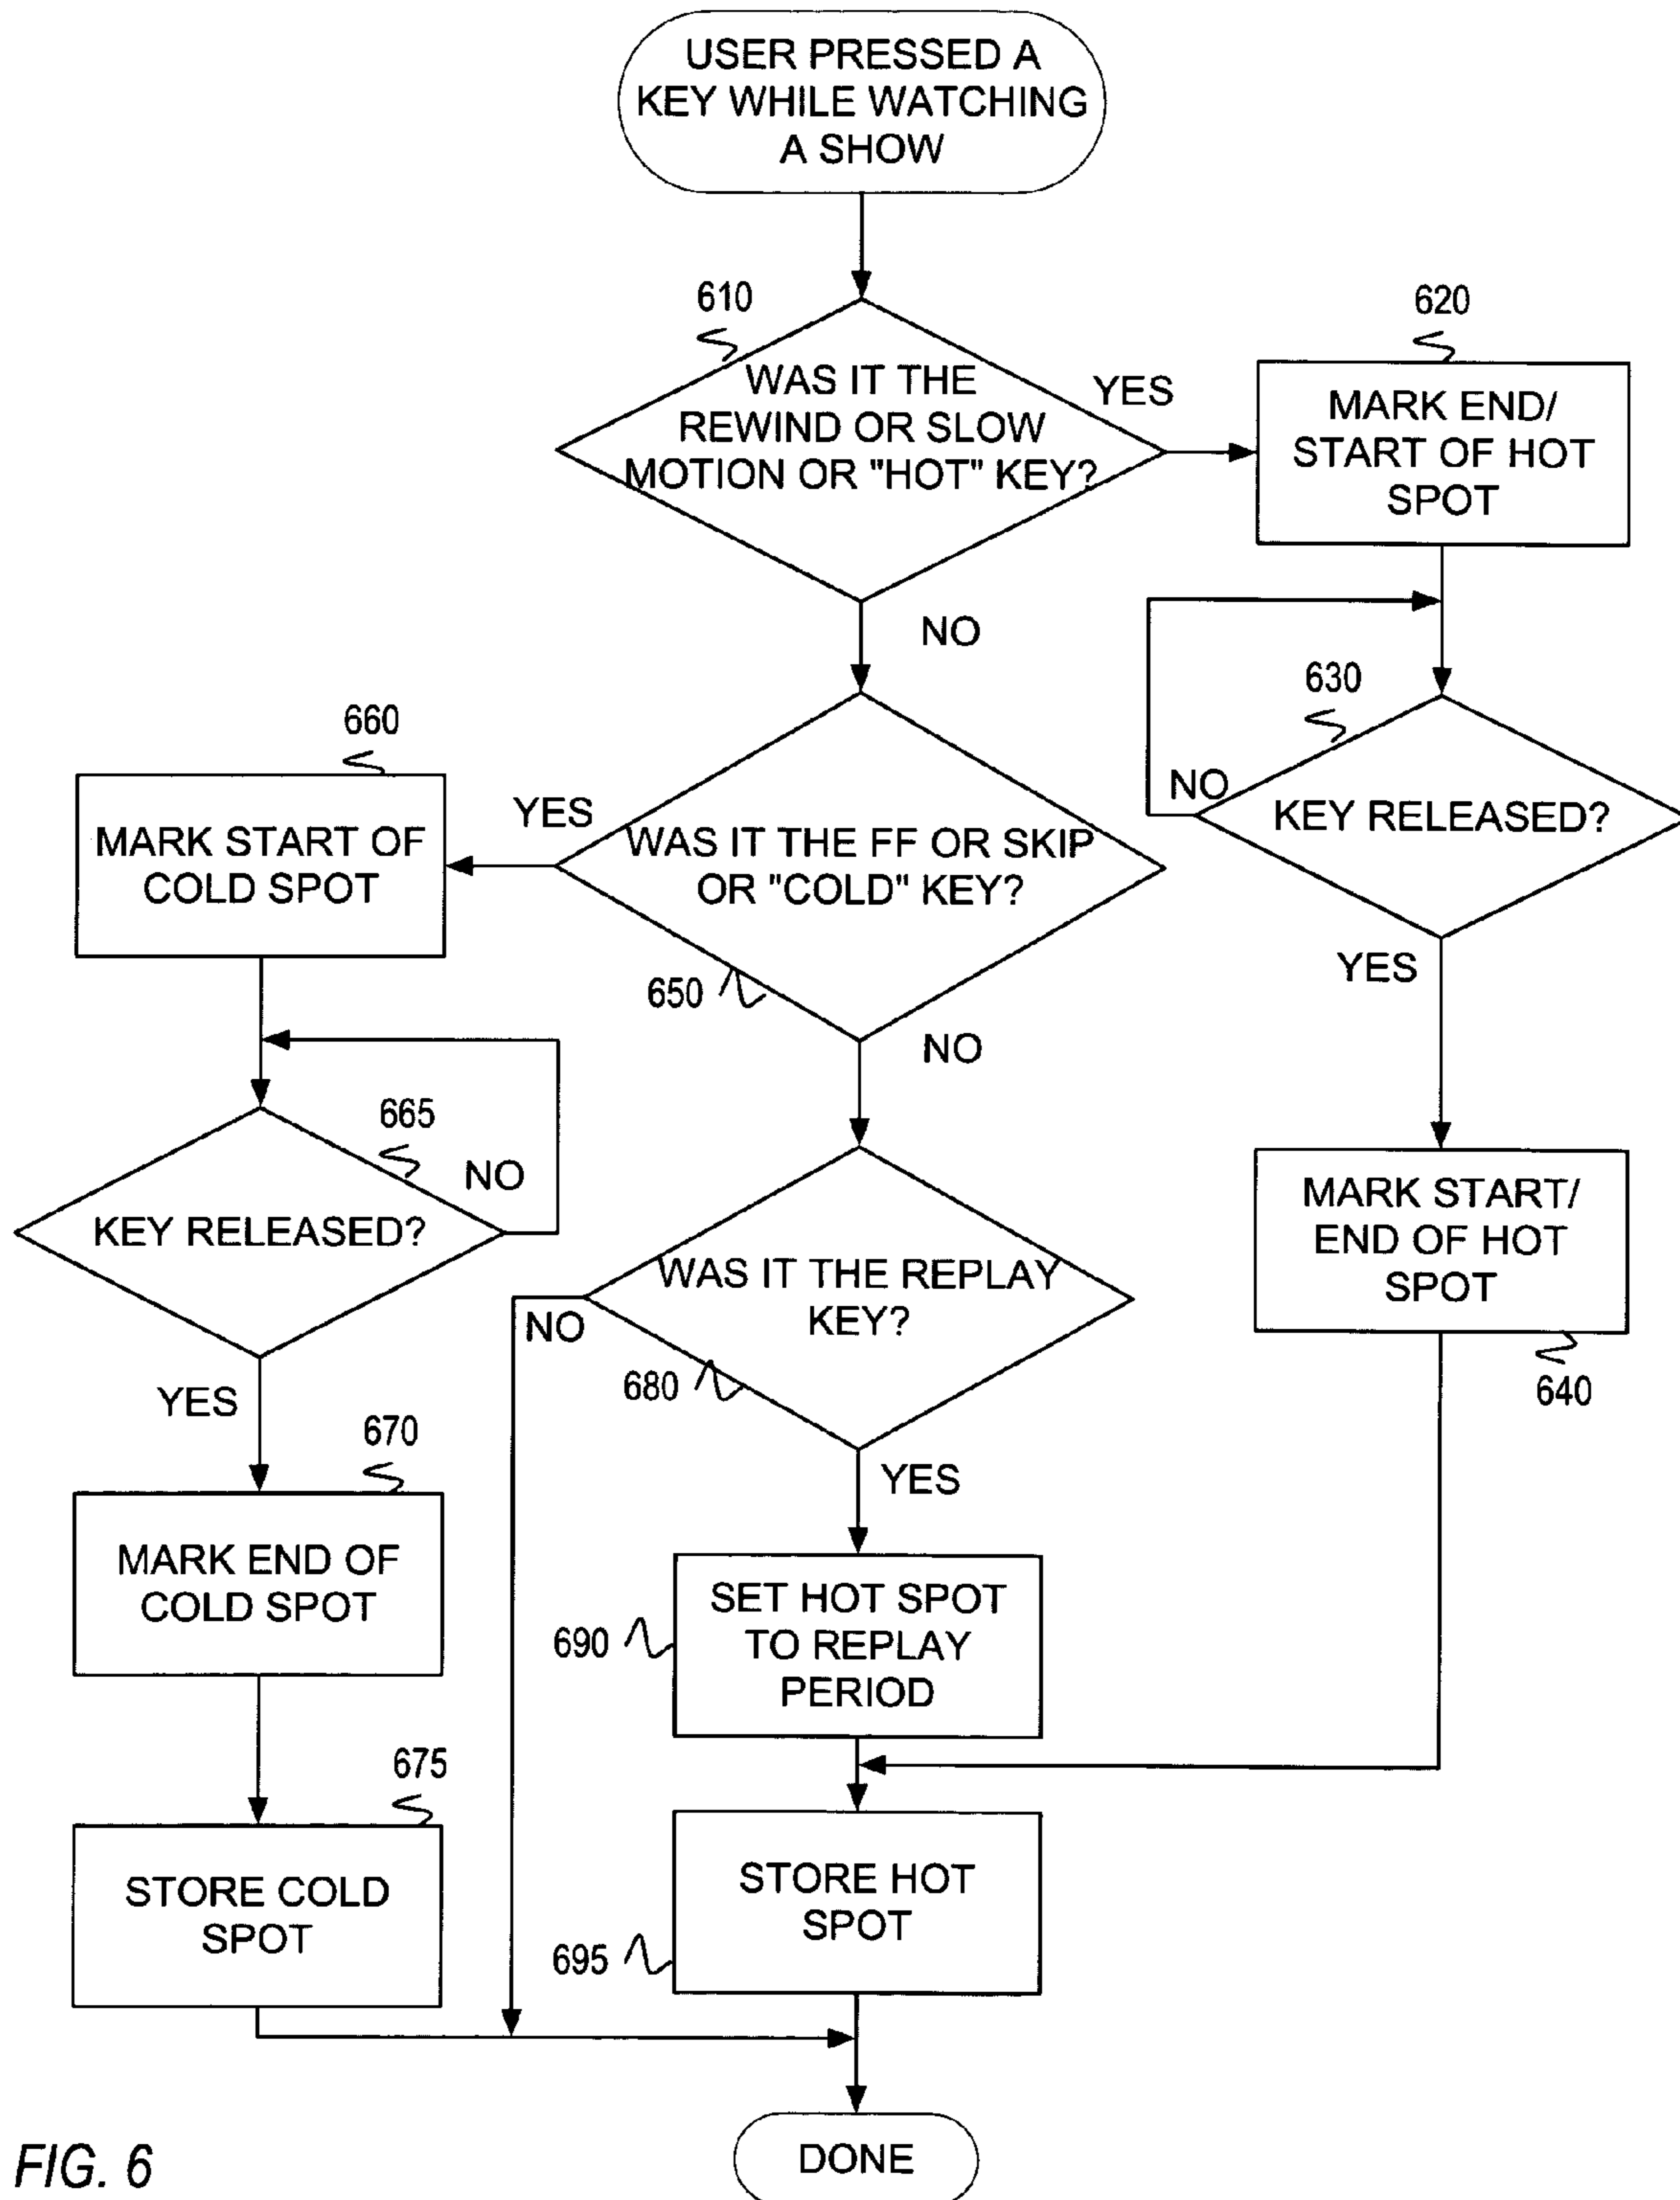 USER PRESSED A
KEY WHILE WATCHING
A SHOW
610
WAS IT THE
REWIND OR SLOW
MOTION OR "HOT" KEY?
YES
NO
620
MARK END/
START OF HOT
SPOT
630
KEY RELEASED?
NO
YES
MARK START/
END OF HOT
SPOT
640
WAS IT THE FF OR SKIP
OR "COLD" KEY?
650
YES
NO
660
MARK START OF
COLD SPOT
665
KEY RELEASED?
NO
YES
670
MARK END OF
COLD SPOT
675
STORE COLD
SPOT
WAS IT THE REPLAY
KEY?
680
NO
YES
SET HOT SPOT
TO REPLAY
PERIOD
690
STORE HOT
SPOT
695
DONE
FIG. 6